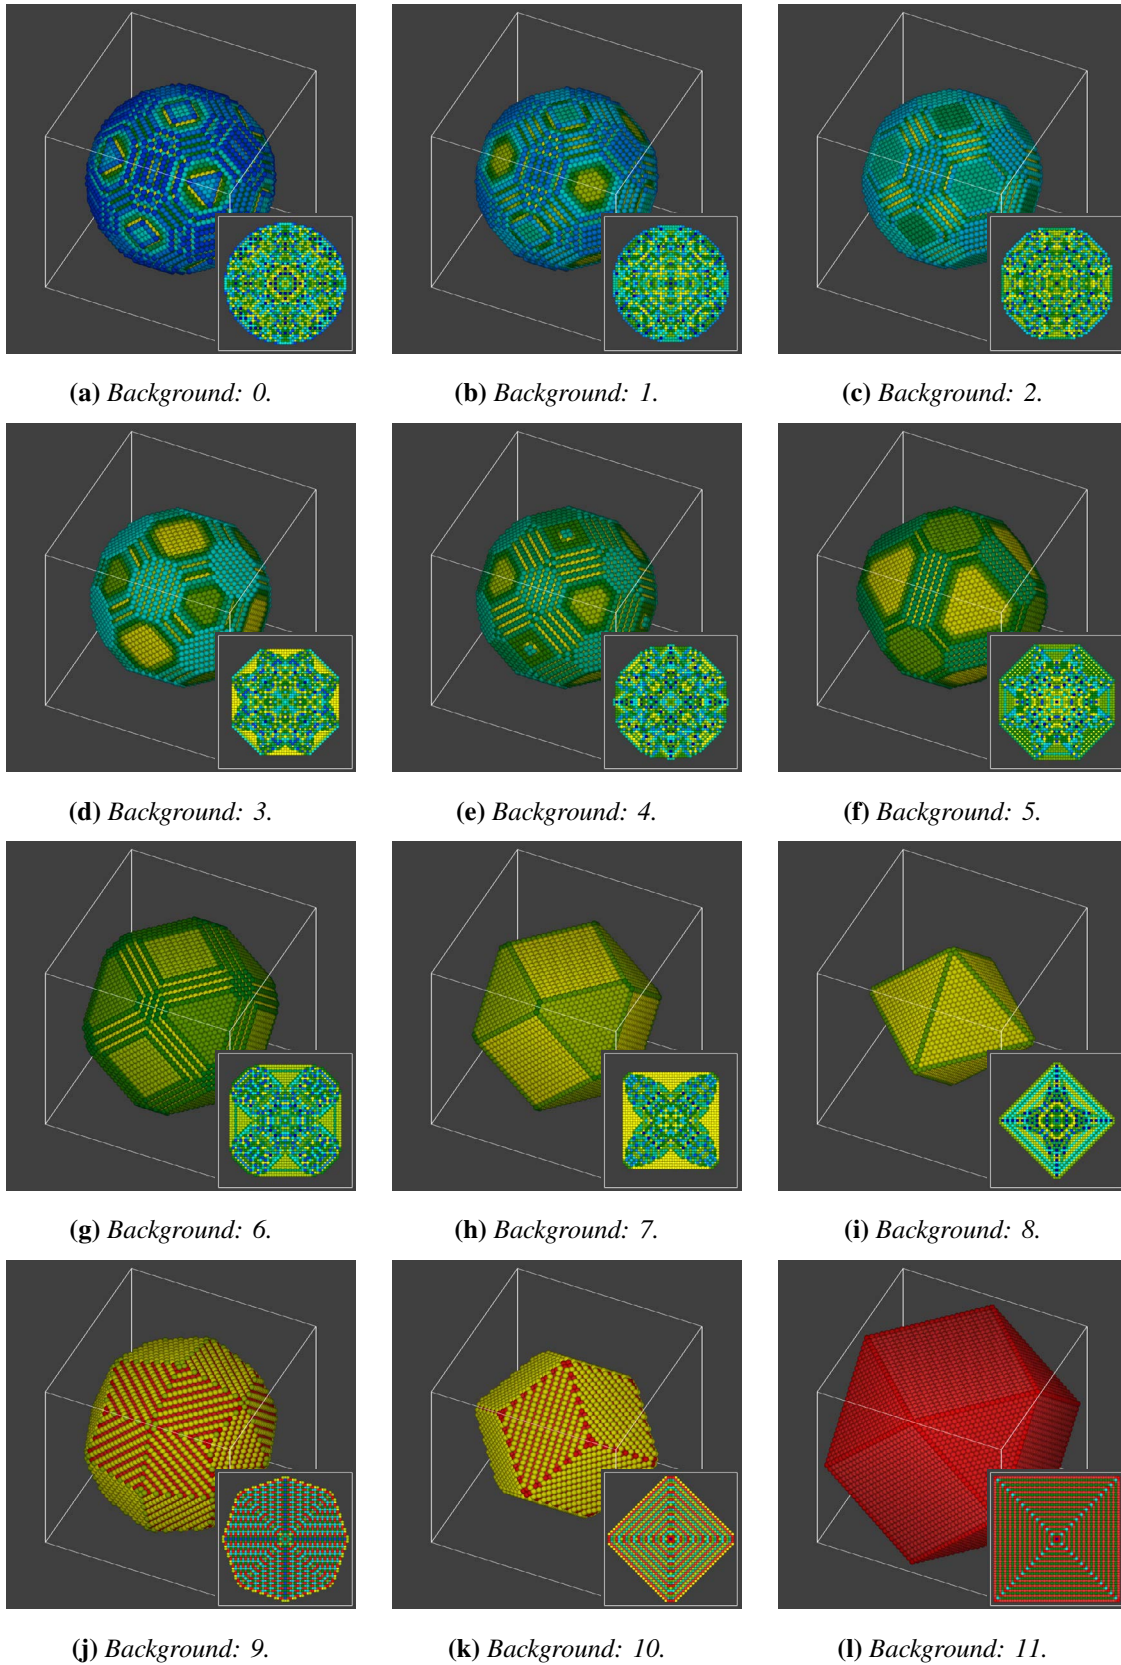 (a) Background: 0.
(b) Background: 1.
(c) Background: 2.
(d) Background: 3.
(e) Background: 4.
(f) Background: 5.
(g) Background: 6.
(h) Background: 7.
(i) Background: 8.
(j) Background: 9.
(k) Background: 10.
(l) Background: 11.